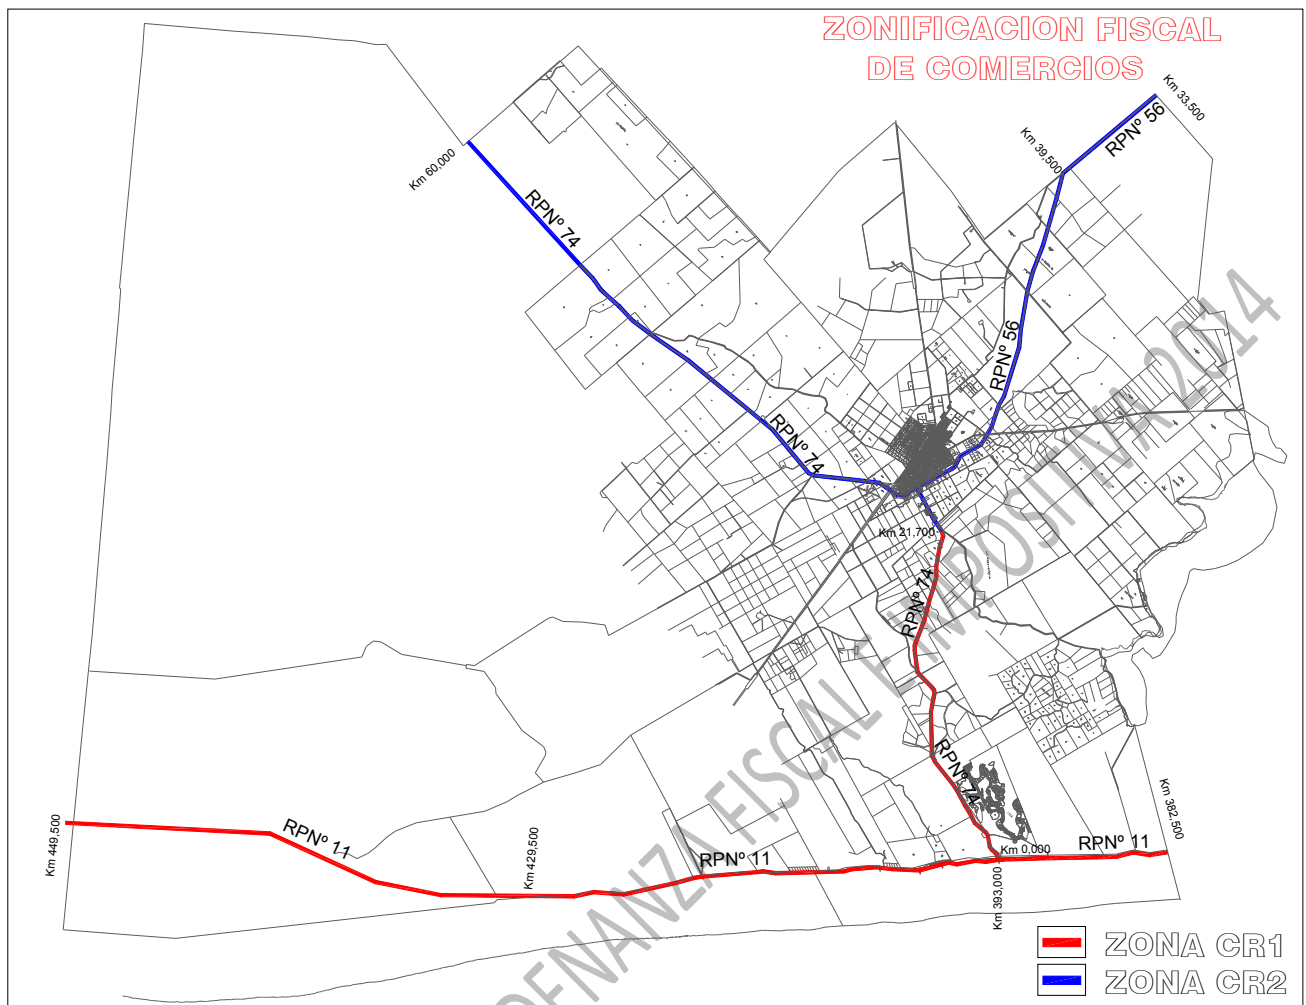 ZONIFICACION FISCAL
DE COMERCIOS
Km 33.500
RPNº 56
Km 39,500
Km 60,000
RPNº 74
RPNº 56
RPNº 74
Km 21,700
RPNº 74
RPNº 74
Km 382,500
Km 449,500
RPNº 11
Km 429,500
RPNº 11
Km 0,000
RPNº 11
Km 393,000
DENANZA FISCAL E IMPOSITIVA 2014
ZONA CR1
ZONA CR2